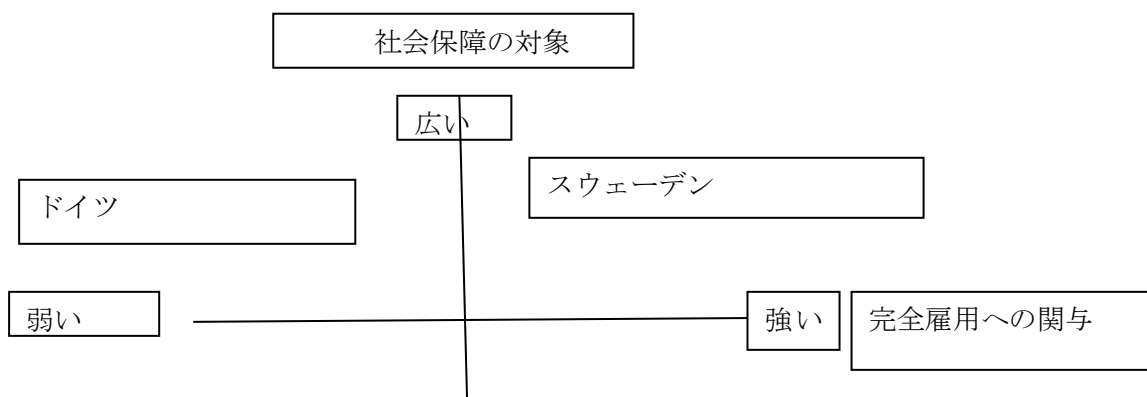 社会保障の対象
広い
スウェーデン
ドイツ
弱い
強い
完全雇用への関与